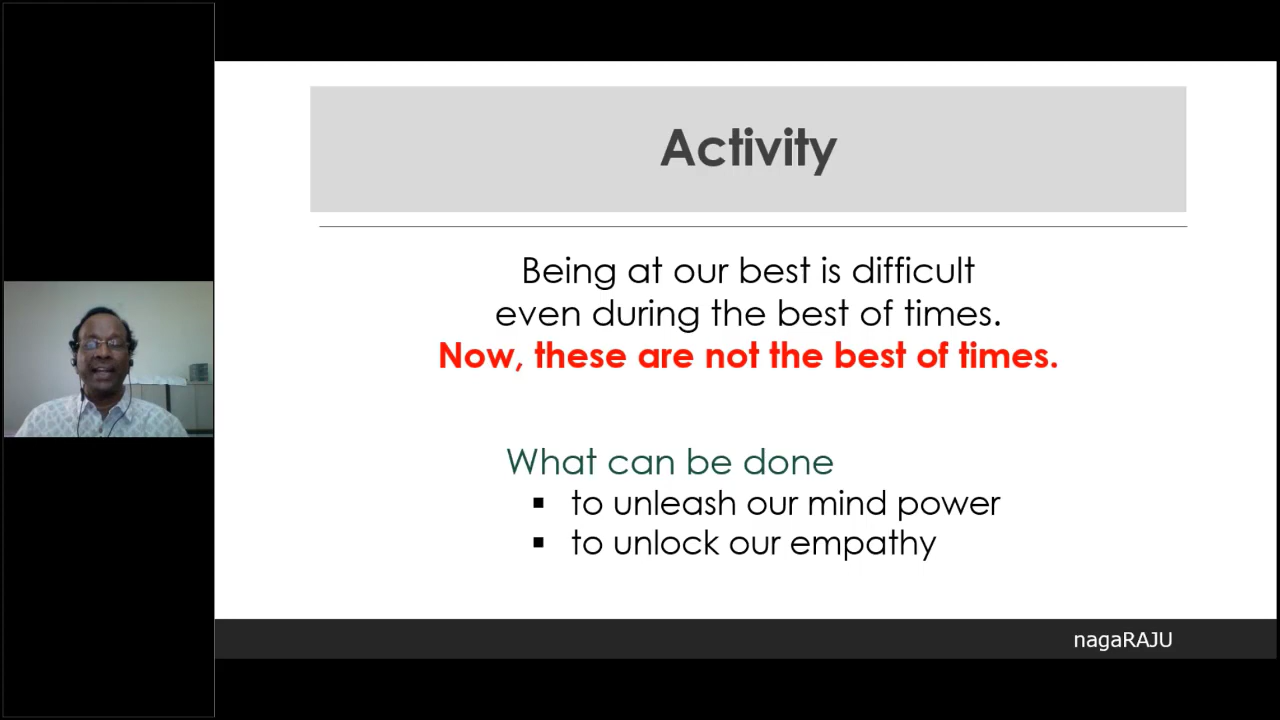 Activity
Being at our best is difficult
even during the best of times.
Now, these are not the best of times.
What can be done
▪ to unleash our mind power
▪ to unlock our empathy
nagaRAJU